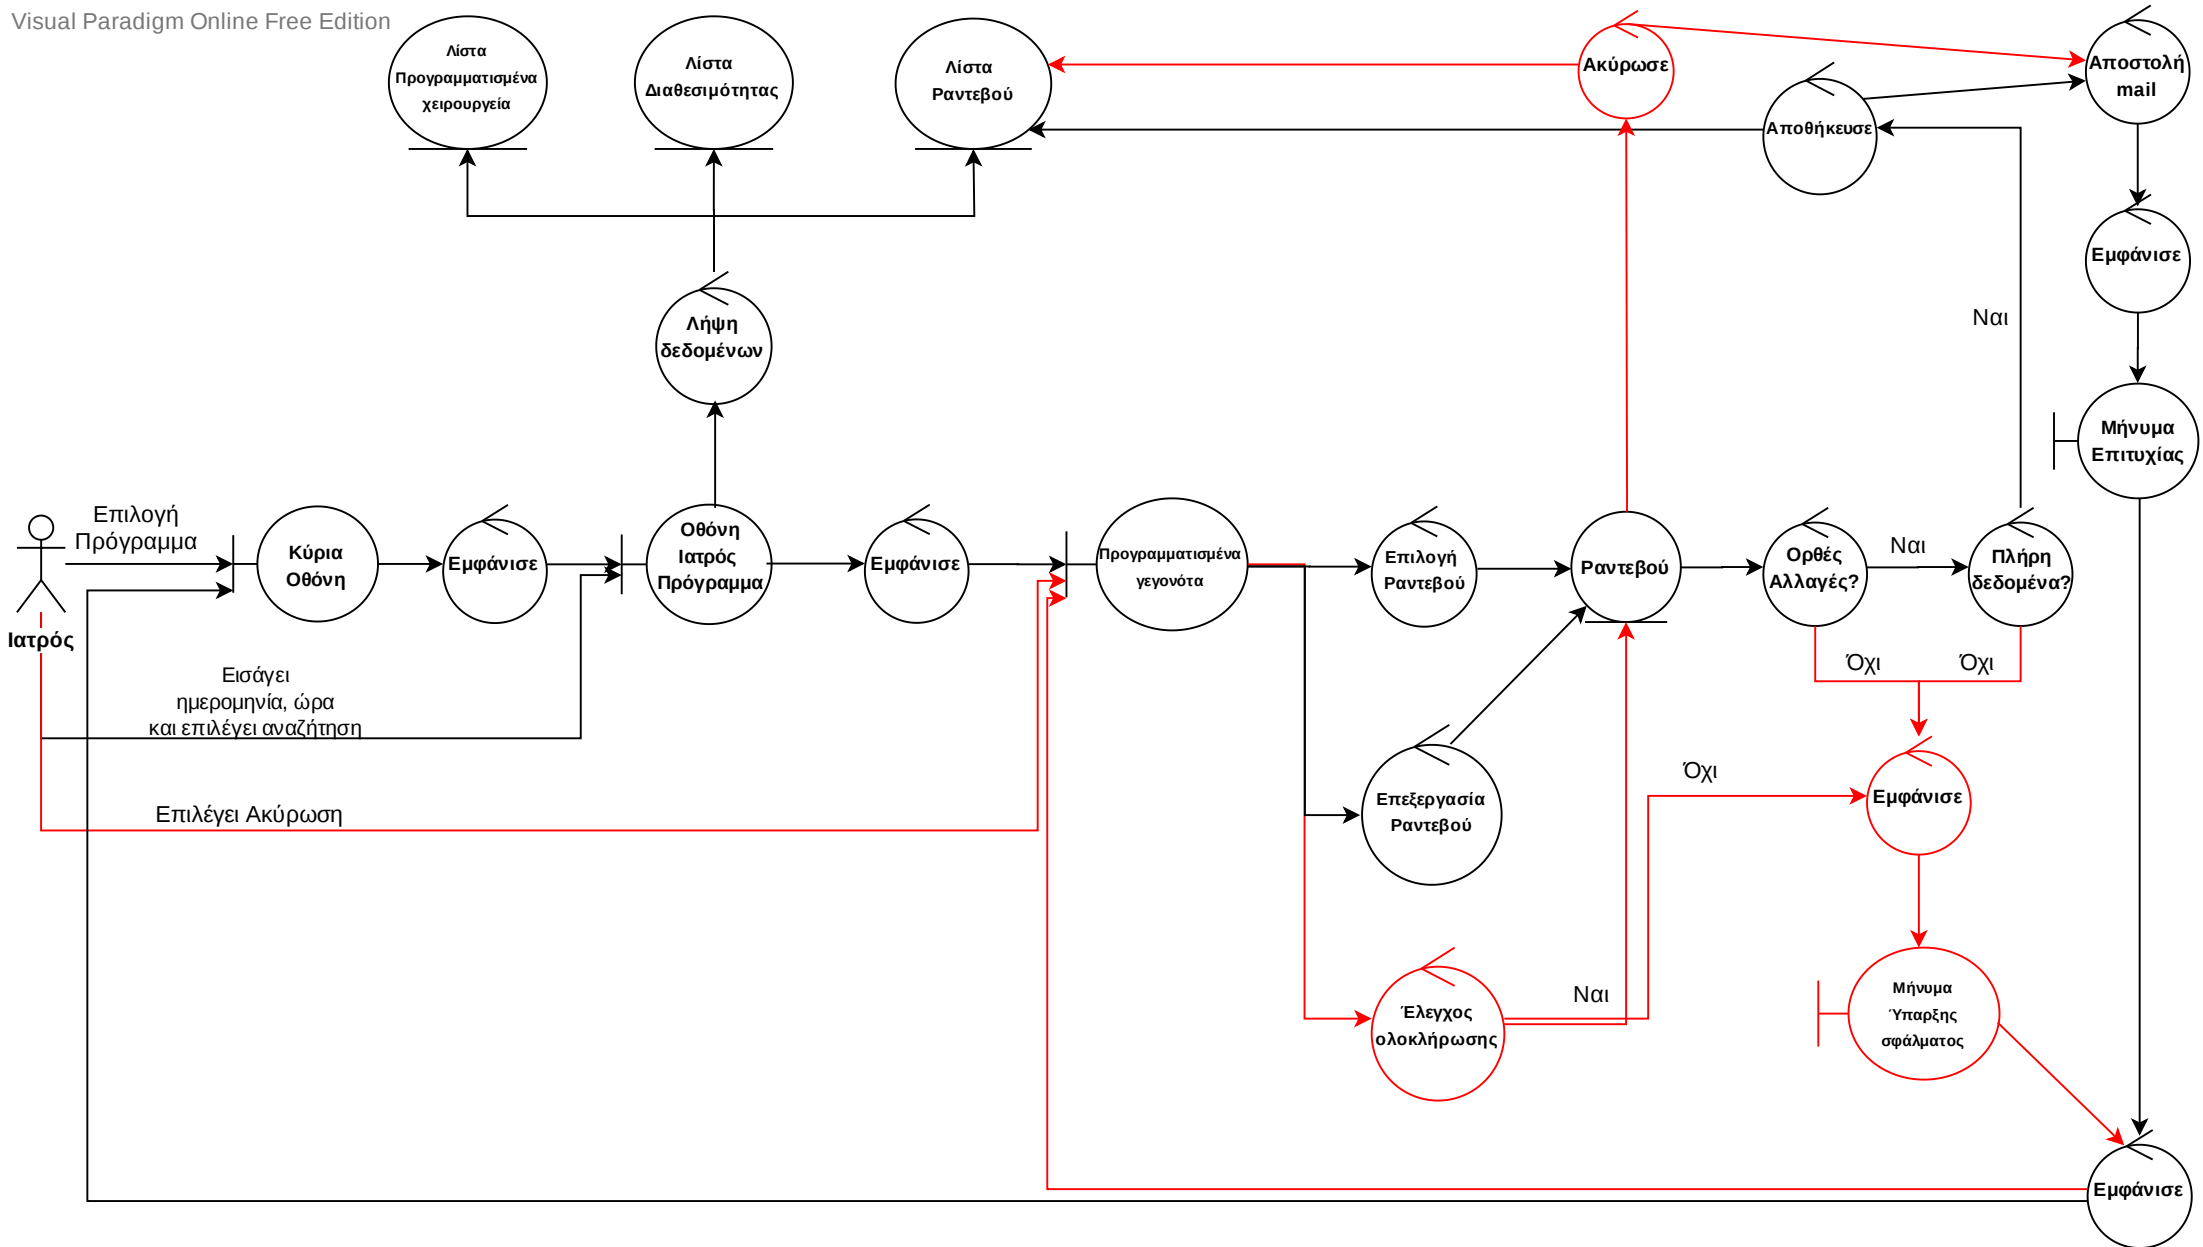 Visual Paradigm Online Free Edition
Λίστα
Προγραμματισμένα
χειρουργεία
Λίστα
Διαθεσιμότητας
Λίστα
Ραντεβού
Ακύρωσε
Αποστολή
mail
Αποθήκευσε
Εμφάνισε
Λήψη
δεδομένων
Ναι
Μήνυμα
Επιτυχίας
Επιλογή
Πρόγραμμα
Ιατρός
Κύρια
Οθόνη
Εμφάνισε
Οθόνη
Ιατρός
Πρόγραμμα
Εμφάνισε
Προγραμματισμένα
γεγονότα
Επιλογή
Ραντεβού
Ραντεβού
Ορθές
Αλλαγές?
Ναι
Πλήρη
δεδομένα?
Εισάγει
ημερομηνία, ώρα
και επιλέγει αναζήτηση
Όχι
Όχι
Επιλέγει Ακύρωση
Επεξεργασία
Ραντεβού
Όχι
Εμφάνισε
Έλεγχος
ολοκλήρωσης
Ναι
Μήνυμα
Ύπαρξης
σφάλματος
Εμφάνισε